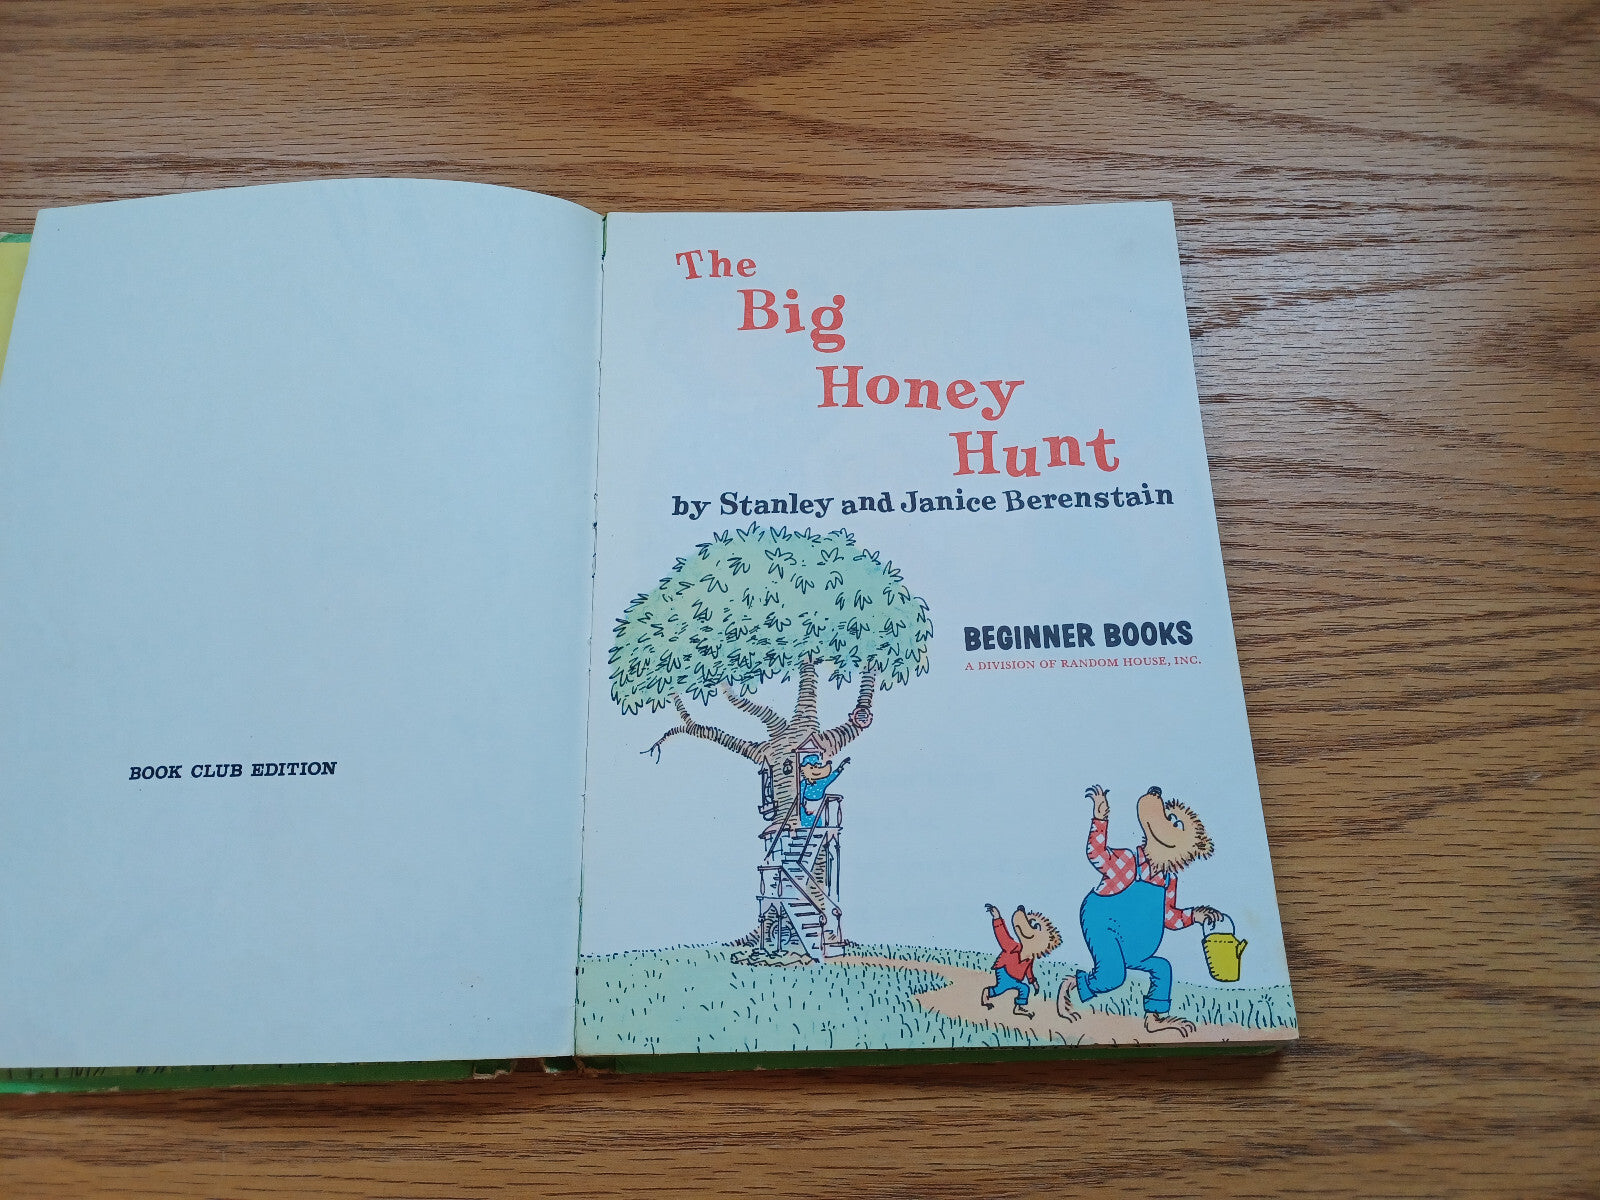 BOOK CLUB EDITION
The
Big
Honey
Hunt
by Stanley and Janice Berenstain
BEGINNER BOOKS
A DIVISION OF RANDOM HOUSE, INC.